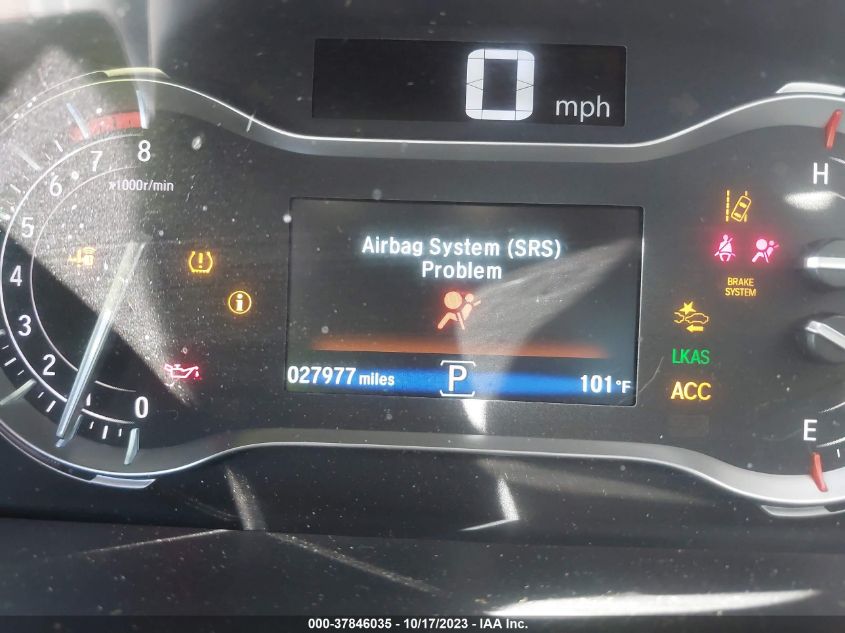 0 mph
8
7
6
x1000r/min
5
4
3
2
0
Airbag System (SRS)
Problem
027977 miles
P
101°F
H
BRAKE
SYSTEM
LKAS
ACC
E
000-37846035 - 10/17/2023 - IAA Inc.